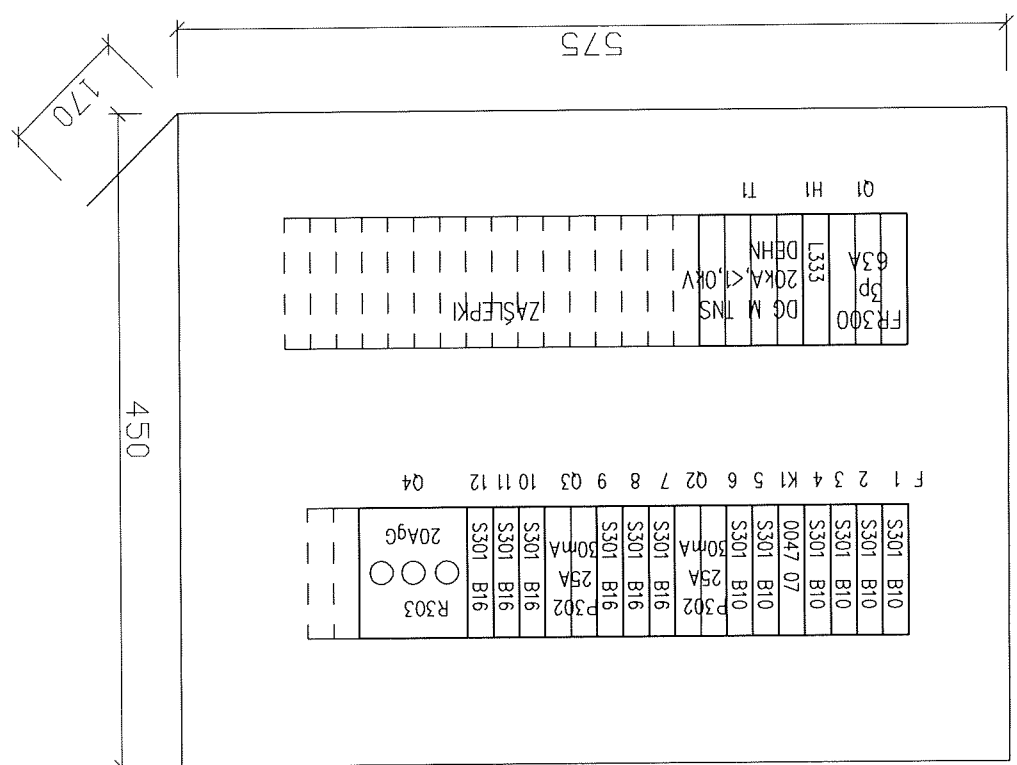 S301 B10
S301 B10
S301 B10
S301 B10
0047 07
S301 B10
S301 B10
P302
25A
30mA
S301 B16
S301 B16
S301 B16
P302
25A
30mA
S301 B16
S301 B16
S301 B16
R303
20AgG
F 1 2 3 4 K1 5 6 Q2 7 8 9 Q3 10 11 12 Q4
450
FR300
3p
63A
L333
DG M TNS
20kA,<1,0kV
DEHN
ZAŚLEPKI
Q1 H1 T1
170
575